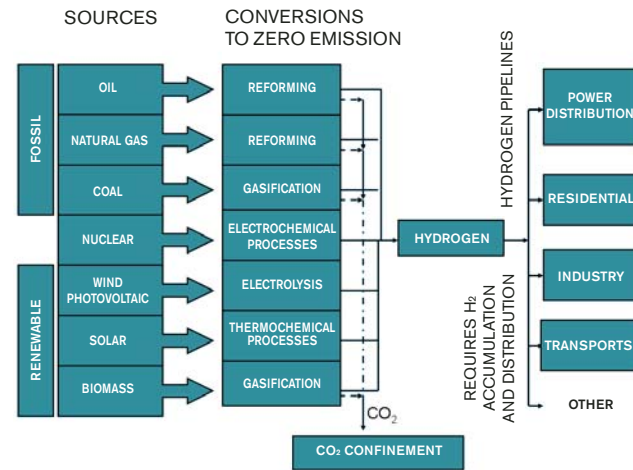 SOURCES
CONVERSIONS
TO ZERO EMISSION
FOSSIL
RENEWABLE
OIL
NATURAL GAS
COAL
NUCLEAR
WIND
PHOTOVOLTAIC
SOLAR
BIOMASS
REFORMING
REFORMING
GASIFICATION
ELECTROCHEMICAL
PROCESSES
ELECTROLYSIS
THERMOCHEMICAL
PROCESSES
GASIFICATION
CO₂
CO₂ CONFINEMENT
HYDROGEN
HYDROGEN PIPELINES
REQUIRES H₂
ACCUMULATION
AND DISTRIBUTION
POWER
DISTRIBUTION
RESIDENTIAL
INDUSTRY
TRANSPORTS
OTHER